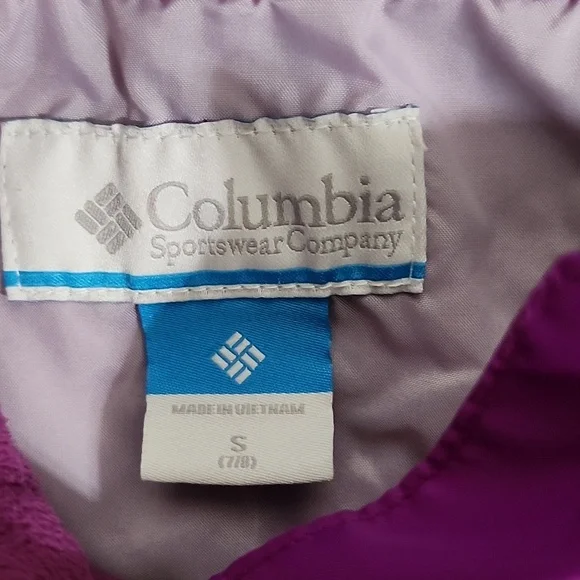 Columbia
Sportswear Company
MADE IN VIETNAM
S
(7/8)